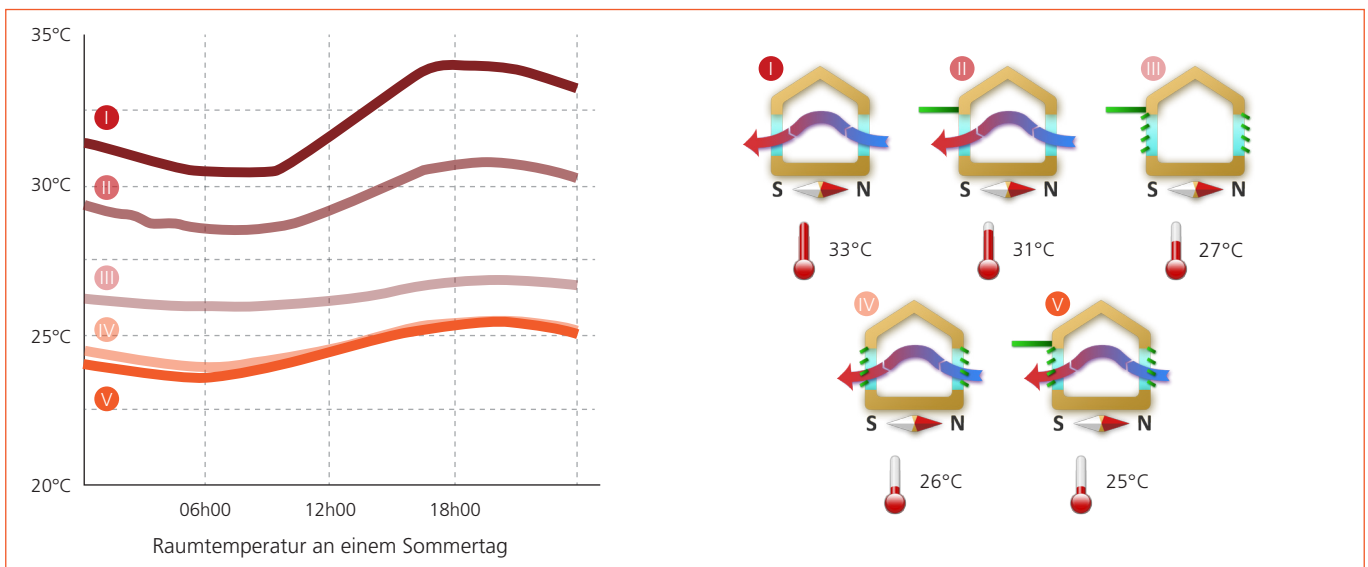 35°C
I
30°C
II
III
25°C
IV
V
20°C
06h00 12h00 18h00
Raumtemperatur an einem Sommertag
I II III
S N S N S N
33°C 31°C 27°C
IV V
S N S N
26°C 25°C